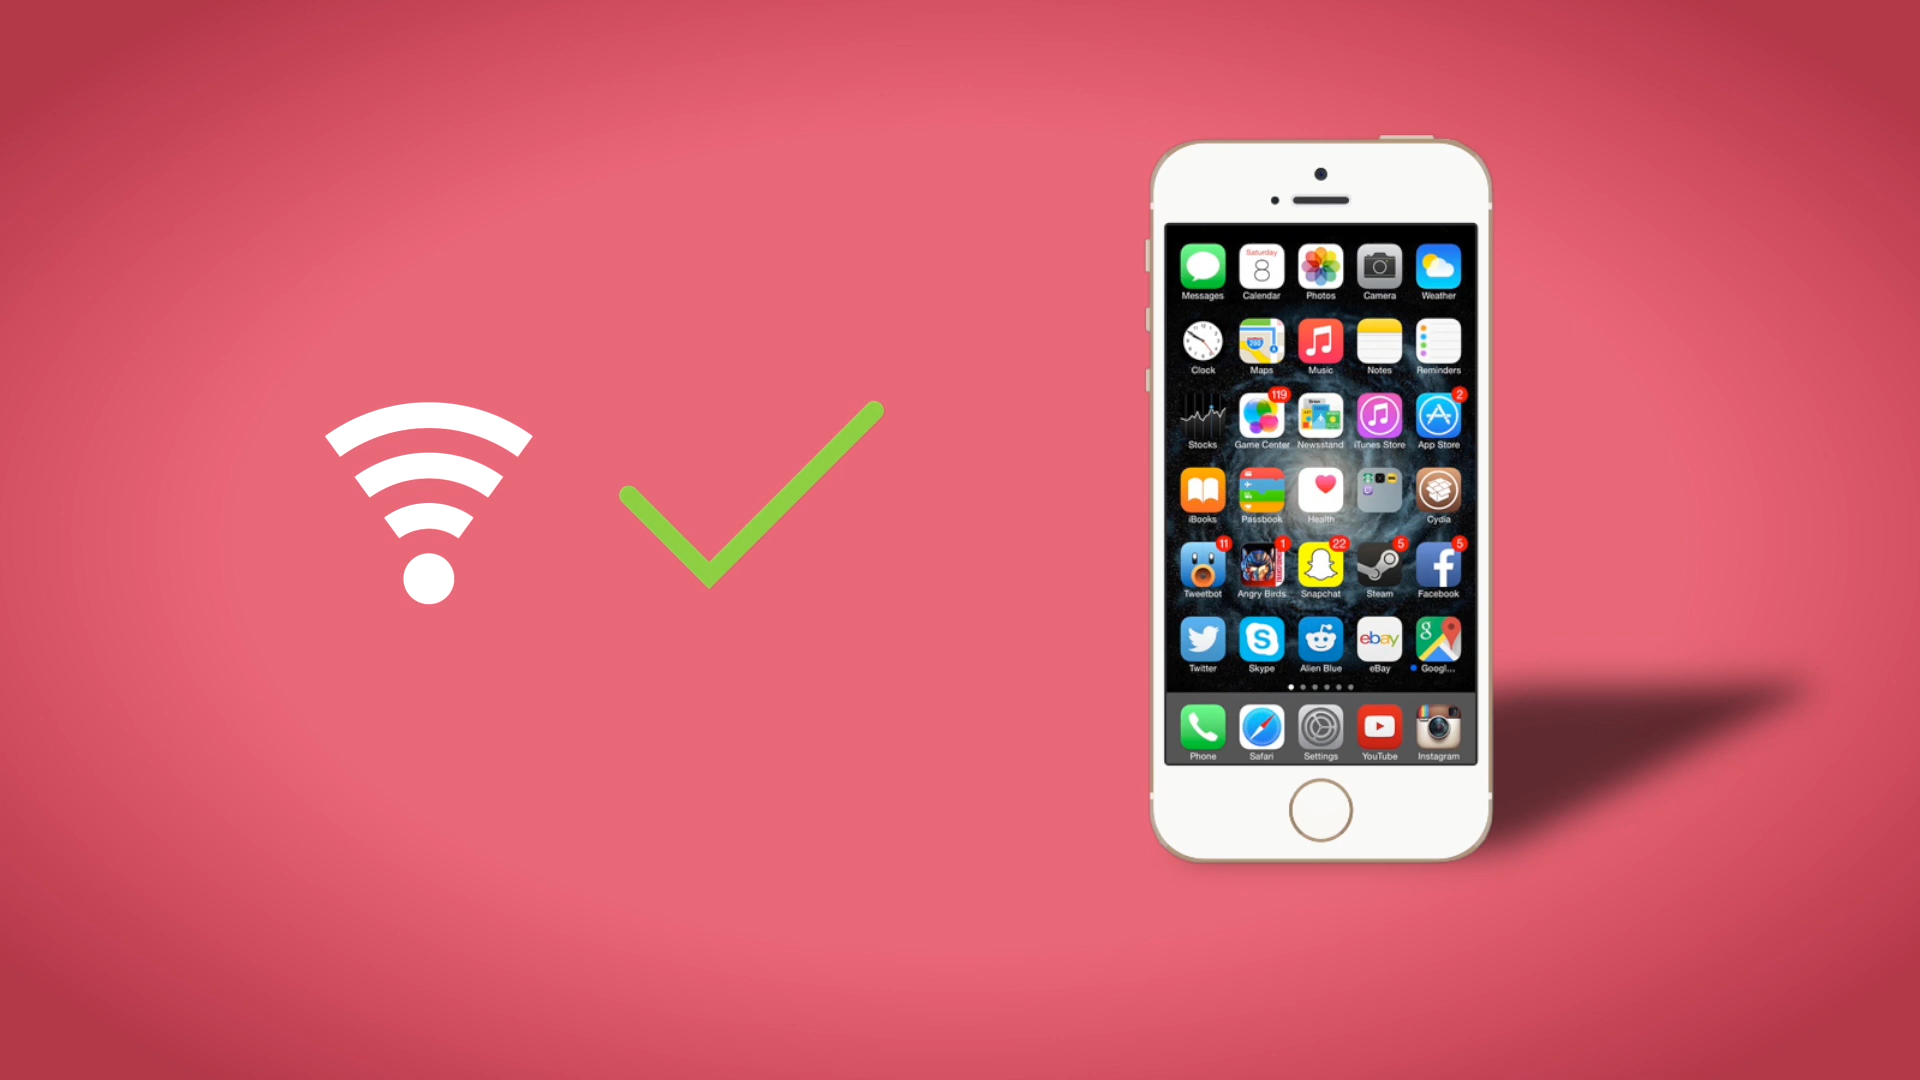 Saturday
8
Messages Calendar Photos Camera Weather
280
Clock Maps Music Notes Reminders
119 2
Stocks Game Center Newsstand iTunes Store App Store
iBooks Passbook Health Cydia
11 1 22 5 5
Tweetbot Angry Birds Snapchat Steam Facebook
ebay
8
Twitter Skype Alien Blue eBay Googl...
Phone Safari Settings YouTube Instagram